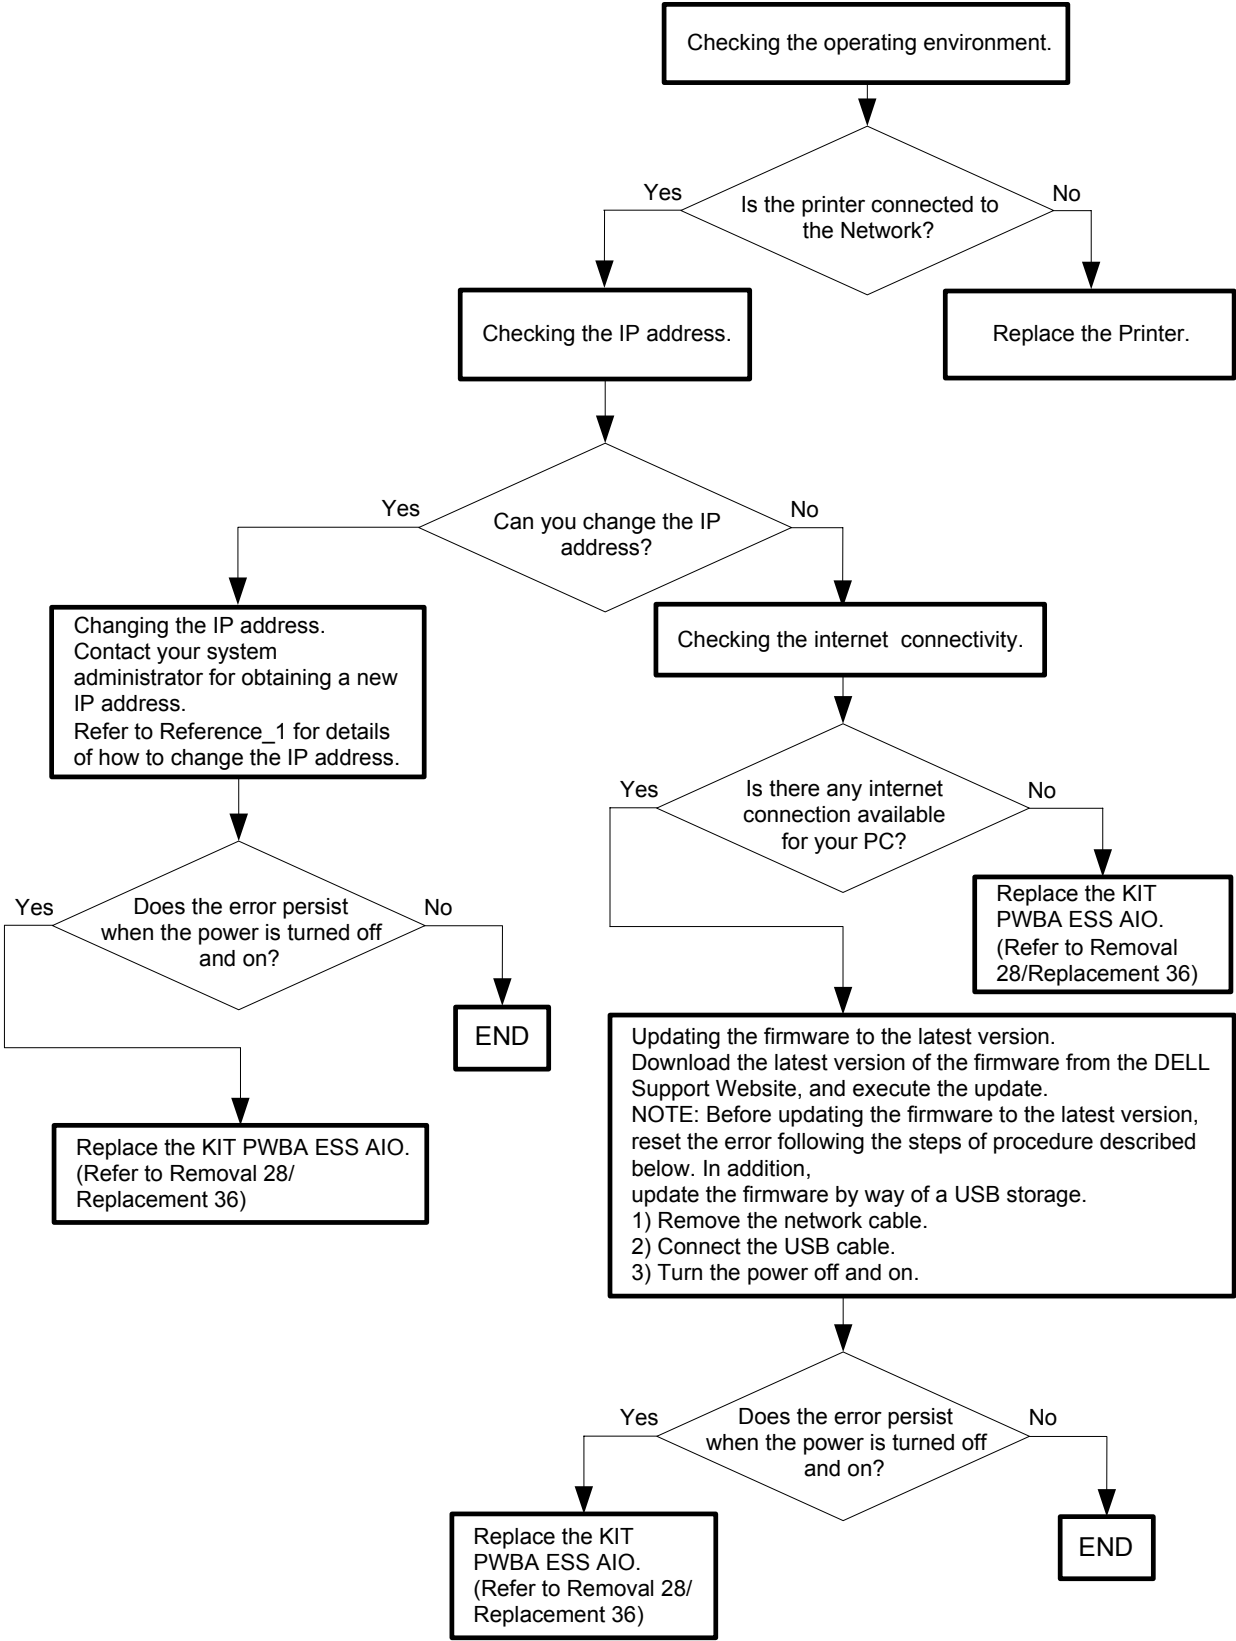 Checking the operating environment.
Yes
No
Is the printer connected to
the Network?
Checking the IP address.
Replace the Printer.
Yes
No
Can you change the IP
address?
Changing the IP address.
Contact your system
administrator for obtaining a new
IP address.
Refer to Reference_1 for details
of how to change the IP address.
Checking the internet  connectivity.
Yes
No
Is there any internet
connection available
for your PC?
Yes
No
Does the error persist
when the power is turned off
and on?
Replace the KIT
PWBA ESS AIO.
(Refer to Removal
28/Replacement 36)
END
Updating the firmware to the latest version.
Download the latest version of the firmware from the DELL
Support Website, and execute the update.
NOTE: Before updating the firmware to the latest version,
reset the error following the steps of procedure described
below. In addition,
update the firmware by way of a USB storage.
1) Remove the network cable.
2) Connect the USB cable.
3) Turn the power off and on.
Replace the KIT PWBA ESS AIO.
(Refer to Removal 28/
Replacement 36)
Yes
No
Does the error persist
when the power is turned off
and on?
Replace the KIT
PWBA ESS AIO.
(Refer to Removal 28/
Replacement 36)
END